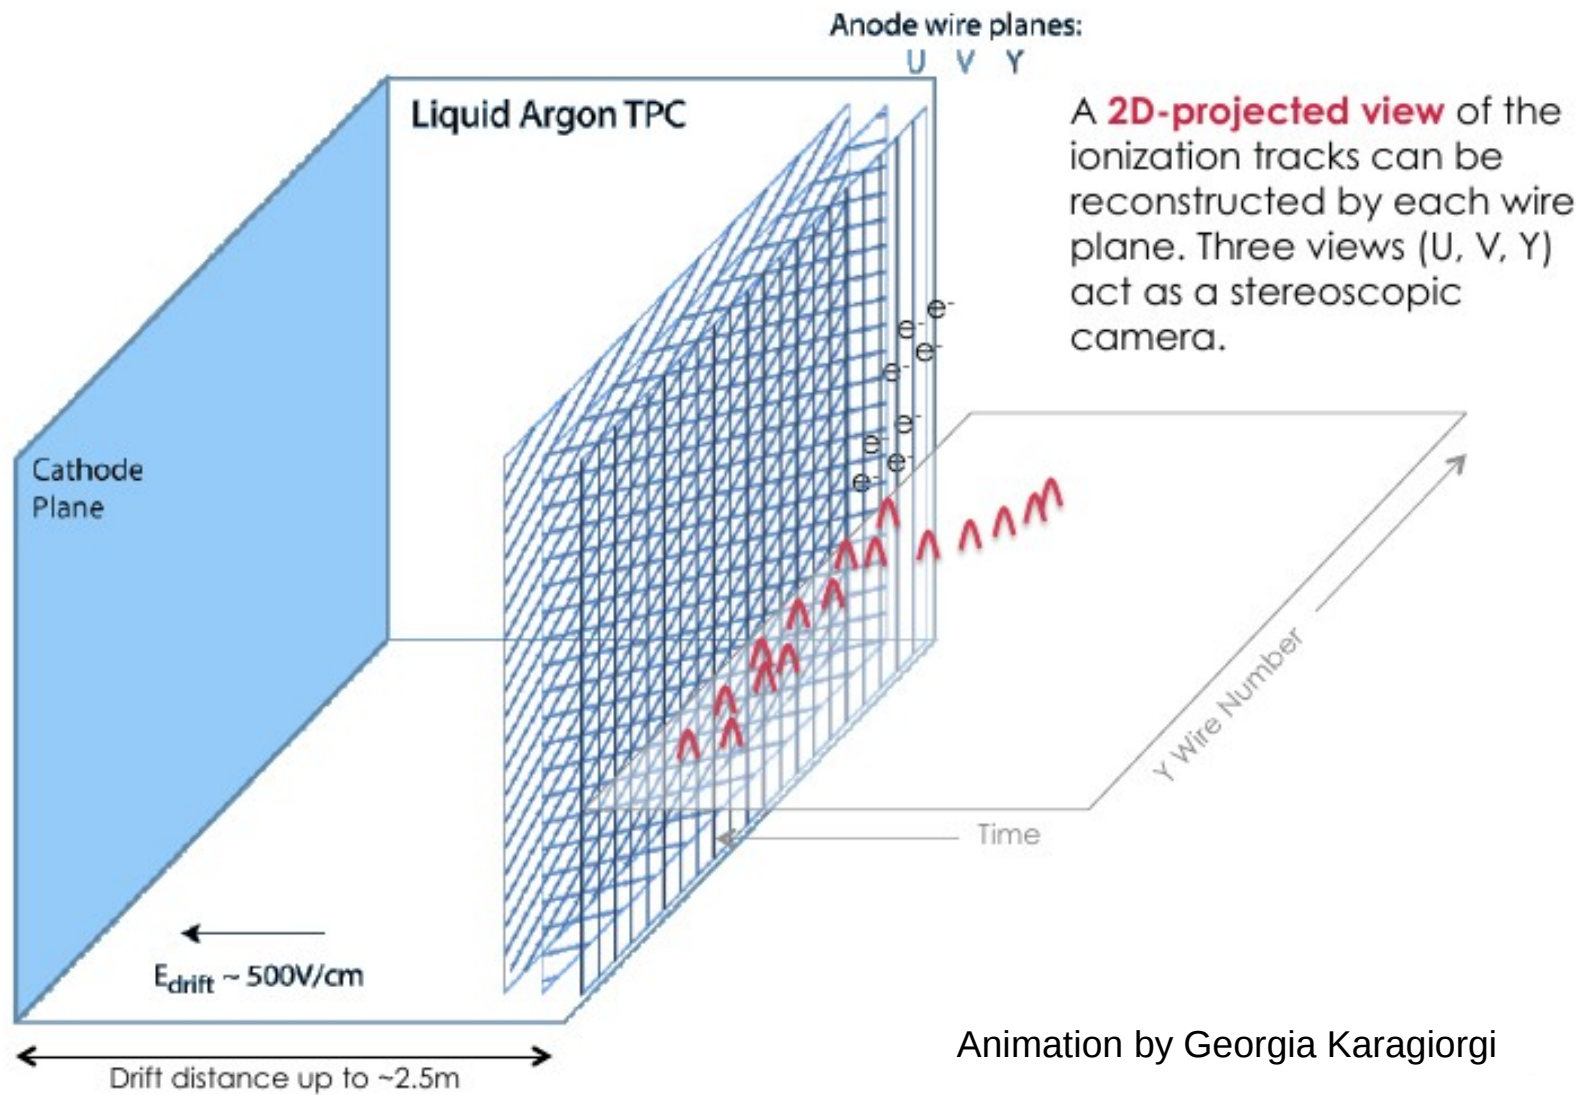 Anode wire planes:
U V Y
Liquid Argon TPC
A 2D-projected view of the
ionization tracks can be
reconstructed by each wire
plane. Three views (U, V, Y)
act as a stereoscopic
camera.
e- e-
e- e-
e- e-
e- e-
Cathode
Plane
Y Wire Number
Time
Edrift ~ 500V/cm
Drift distance up to ~2.5m
Animation by Georgia Karagiorgi